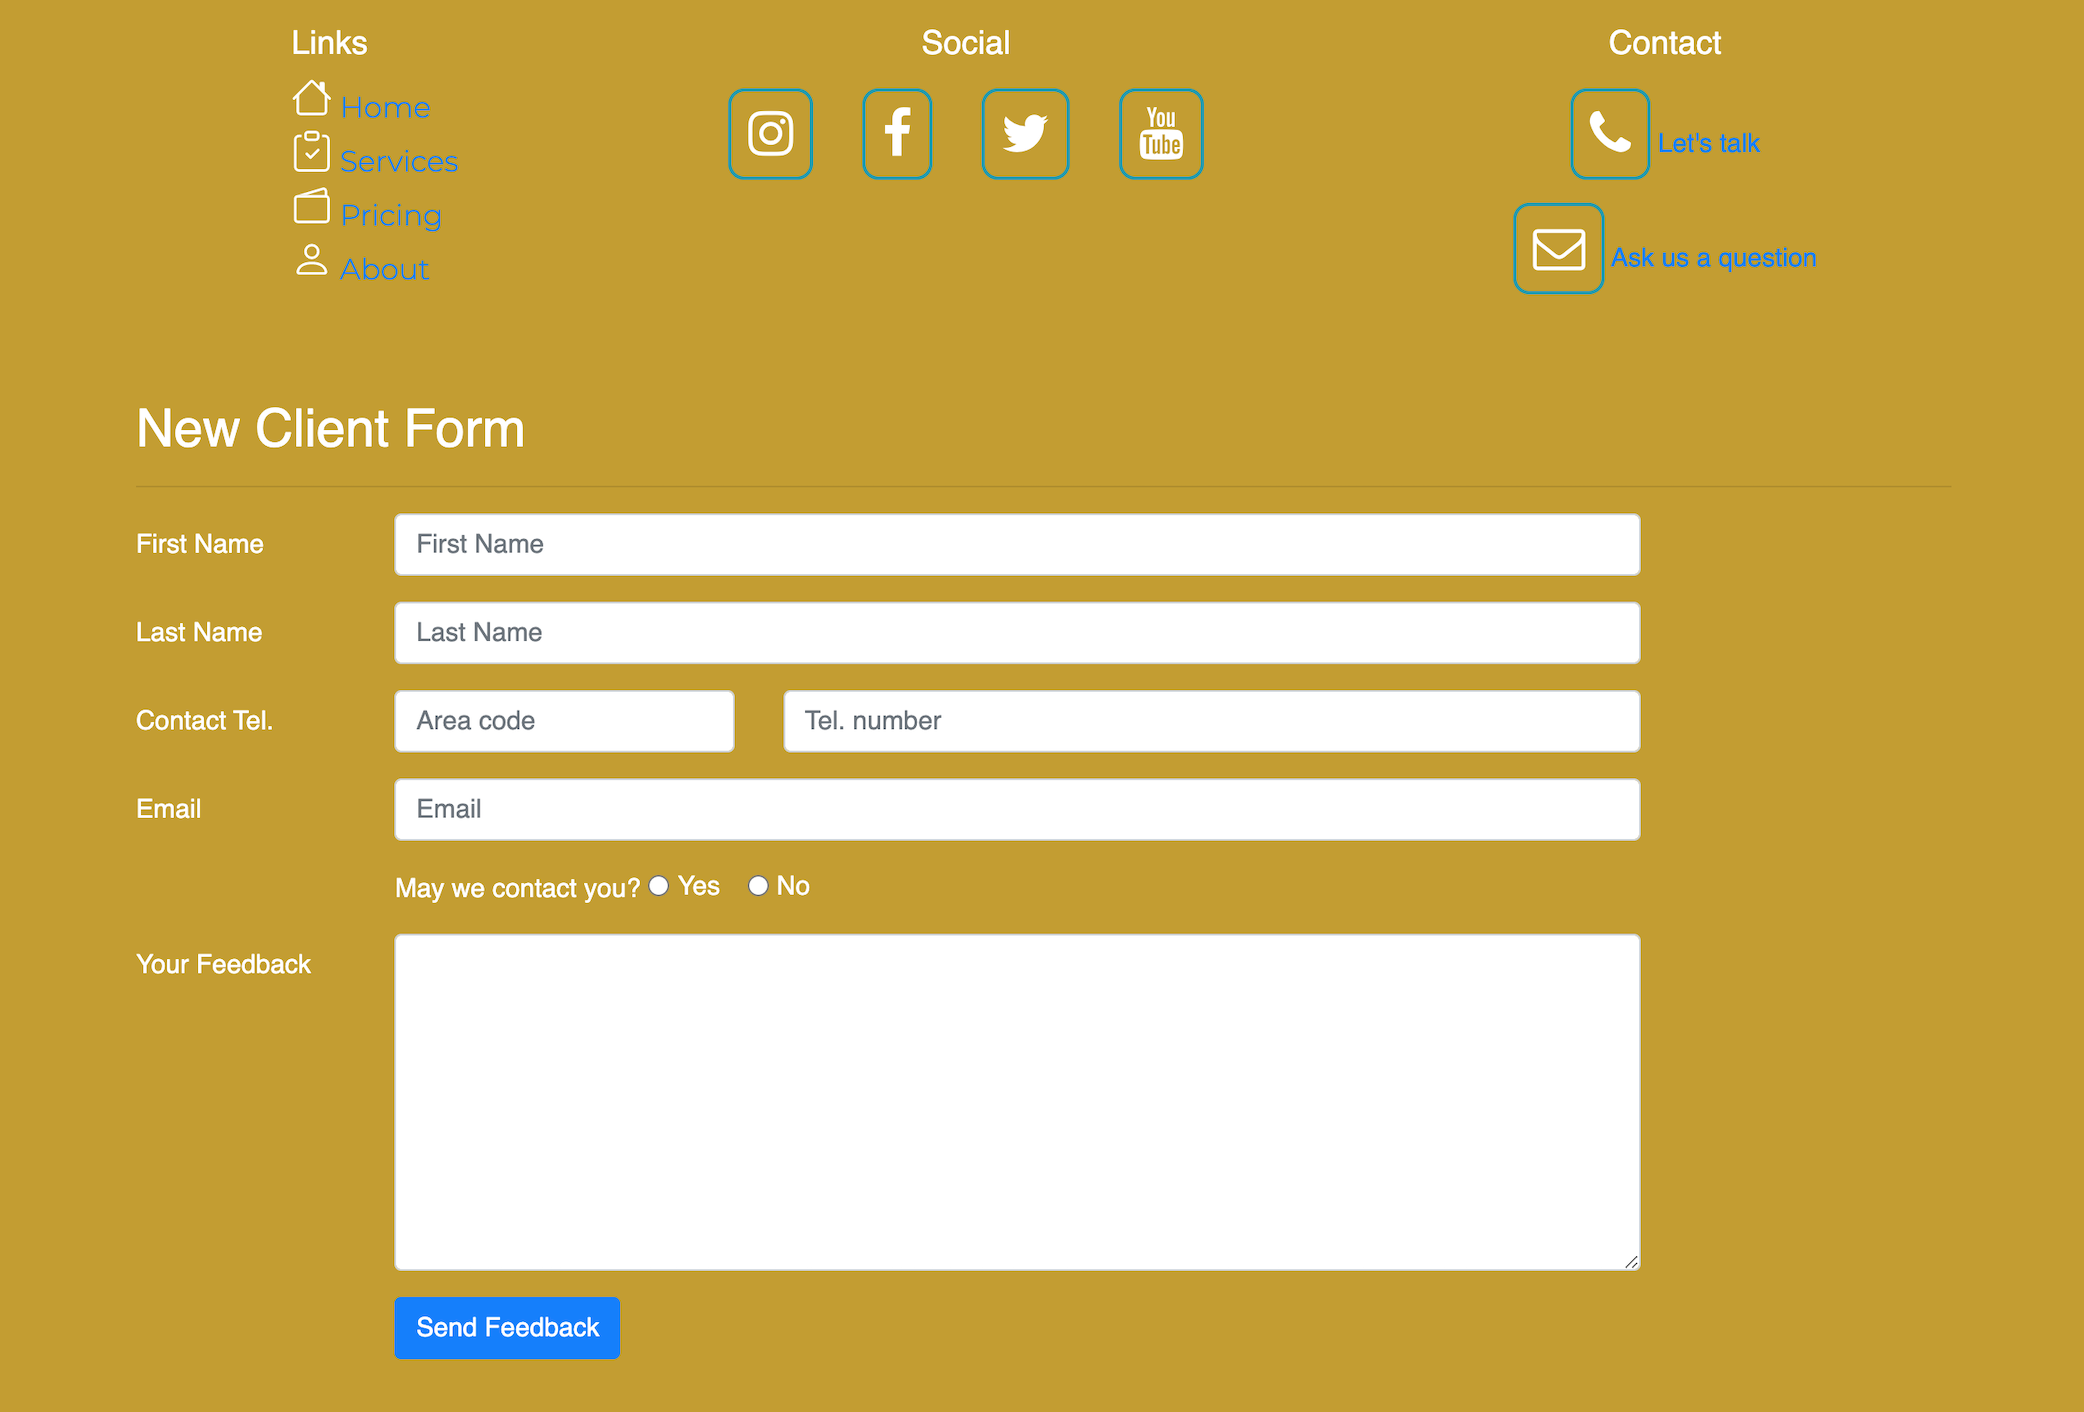 Links
Home
Services
Pricing
About
Social
You
Tube
Contact
Let's talk
Ask us a question
New Client Form
First Name First Name
Last Name Last Name
Contact Tel. Area code Tel. number
Email Email
May we contact you? Yes No
Your Feedback
Send Feedback